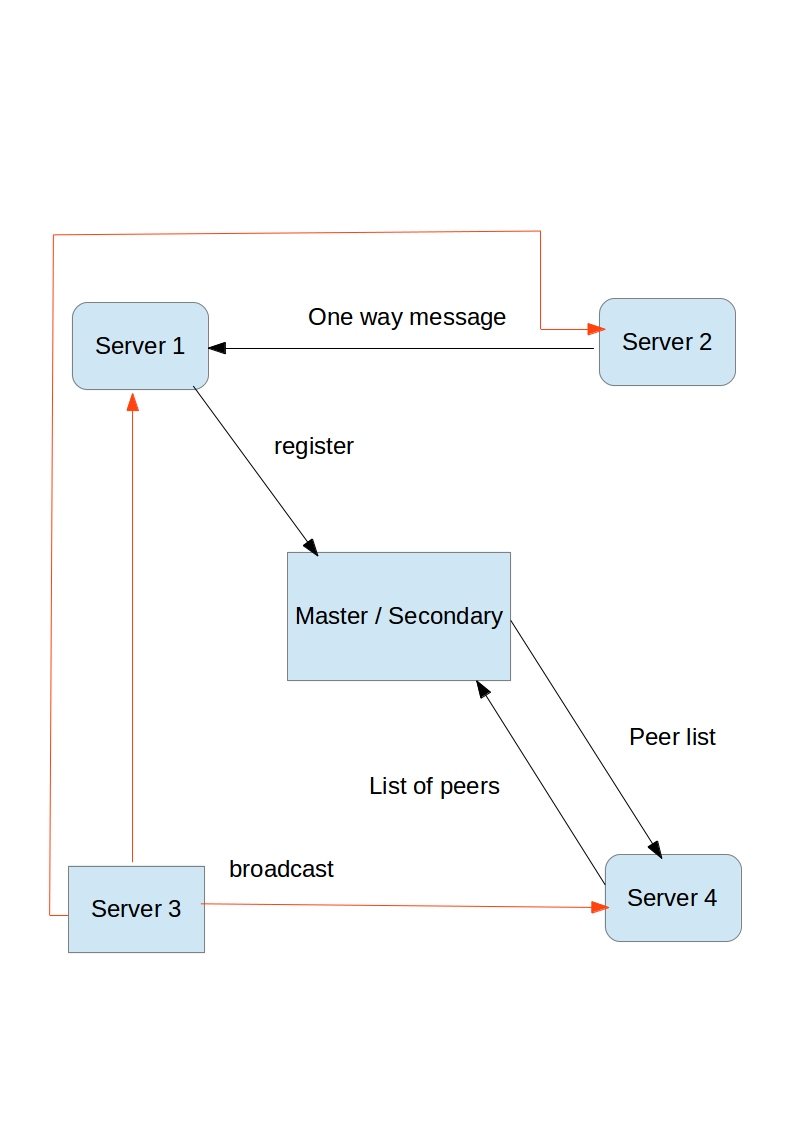 One way message
Server 1
Server 2
register
Master / Secondary
Peer list
List of peers
broadcast
Server 3
Server 4